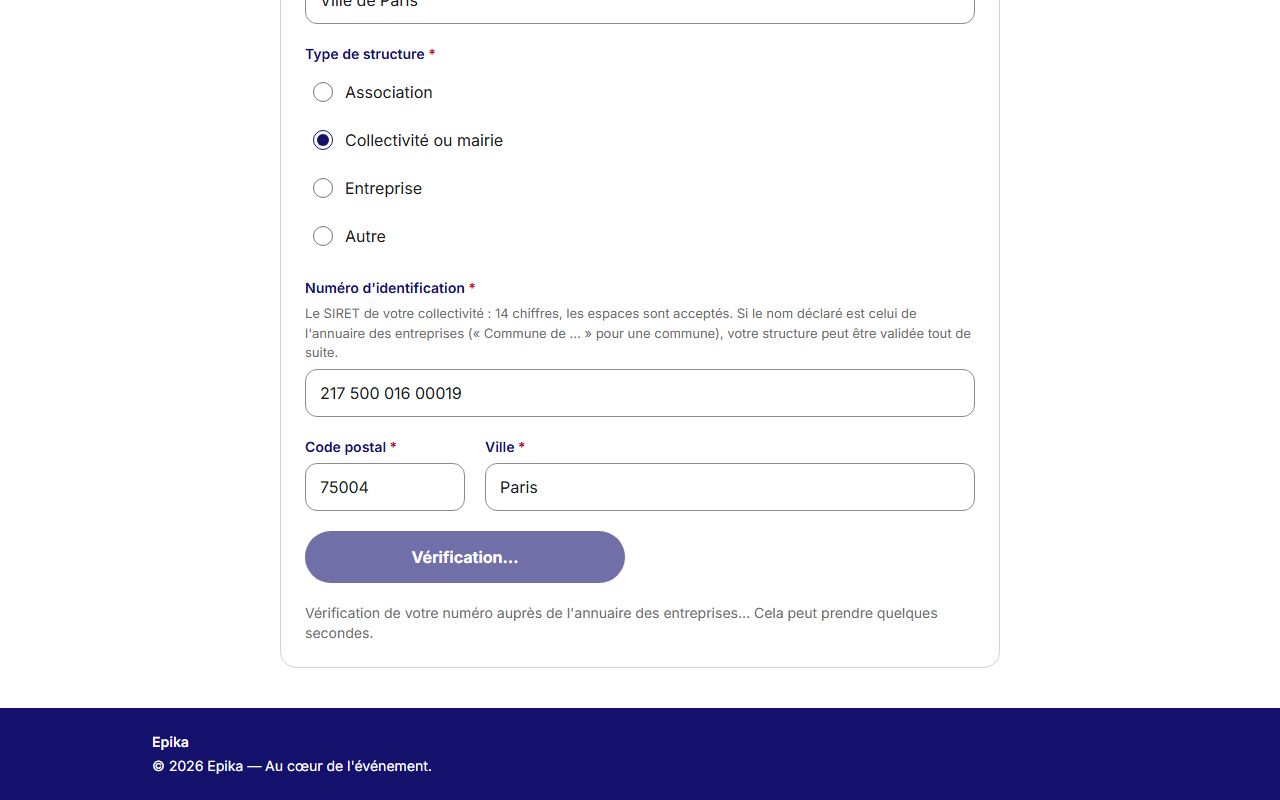 Ville de Paris
Type de structure *
Association
Collectivité ou mairie
Entreprise
Autre
Numéro d'identification *
Le SIRET de votre collectivité : 14 chiffres, les espaces sont acceptés. Si le nom déclaré est celui de
l'annuaire des entreprises (« Commune de ... » pour une commune), votre structure peut être validée tout de
suite.
217 500 016 00019
Code postal *
Ville *
75004
Paris
Vérification...
Vérification de votre numéro auprès de l'annuaire des entreprises... Cela peut prendre quelques
secondes.
Epika
© 2026 Epika — Au cœur de l'événement.